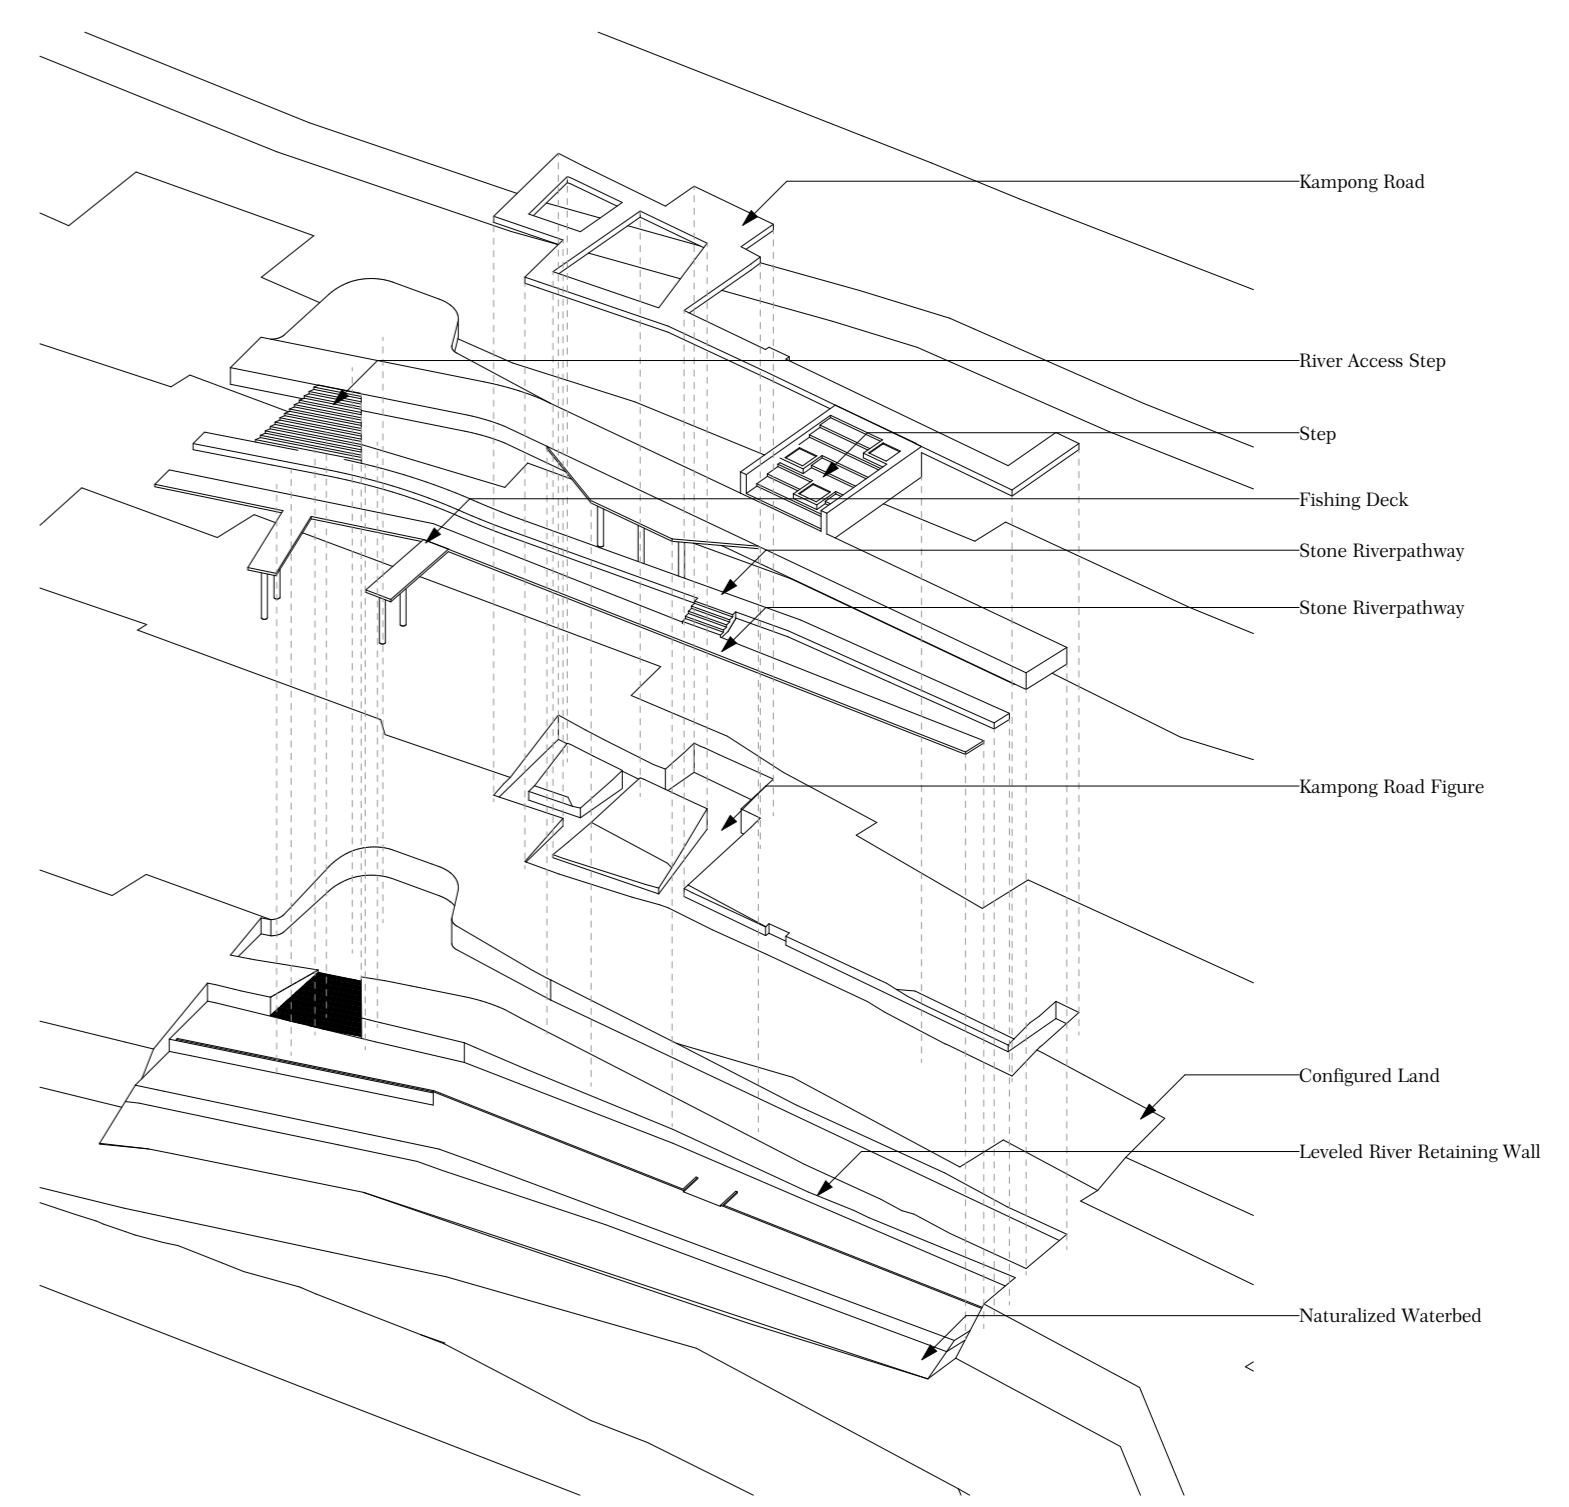 Kampong Road
River Access Step
Step
Fishing Deck
Stone Riverpathway
Stone Riverpathway
Kampong Road Figure
Configured Land
Leveled River Retaining Wall
Naturalized Waterbed